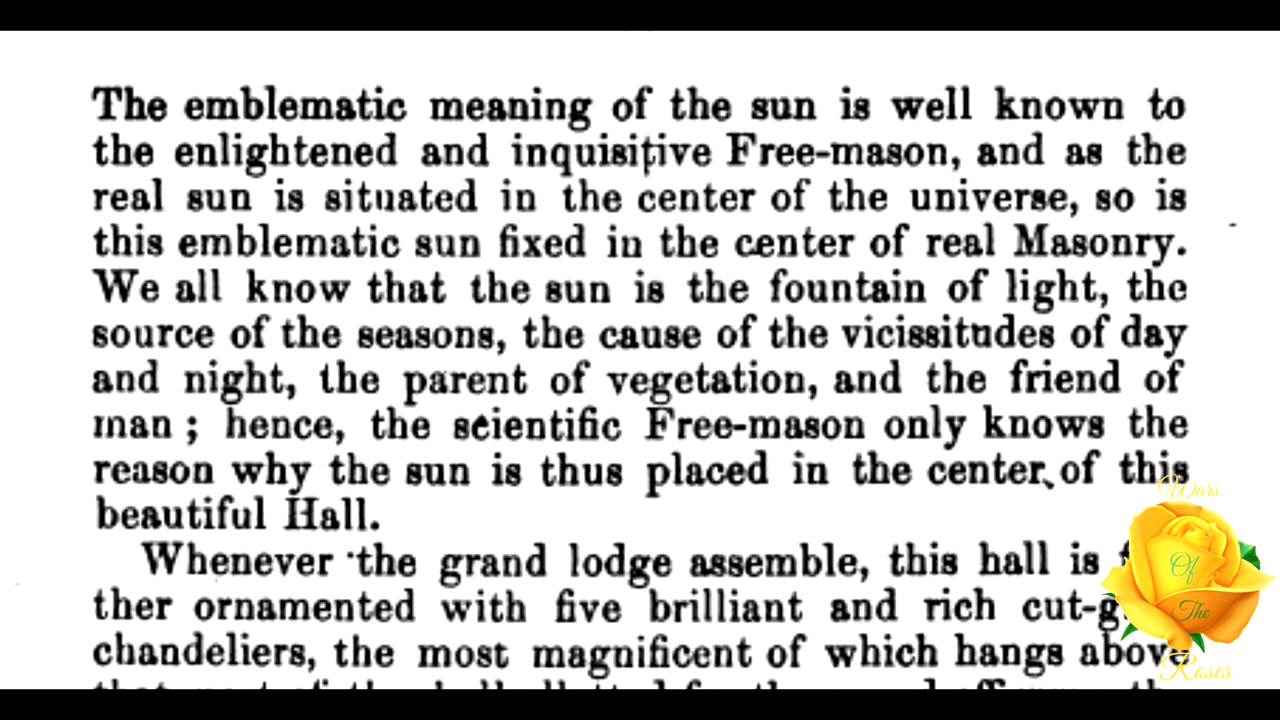 The emblematic meaning of the sun is well known to
the enlightened and inquisitive Free-mason, and as the
real sun is situated in the center of the universe, so is
this emblematic sun fixed in the center of real Masonry.
We all know that the sun is the fountain of light, the
source of the seasons, the cause of the vicissitudes of day
and night, the parent of vegetation, and the friend of
man ; hence, the scientific Free-mason only knows the
reason why the sun is thus placed in the center of this
beautiful Hall.
Whenever the grand lodge assemble, this hall is
ther ornamented with five brilliant and rich
chandeliers, the most magnificent of which hangs above
Wars
Of
The
Roses